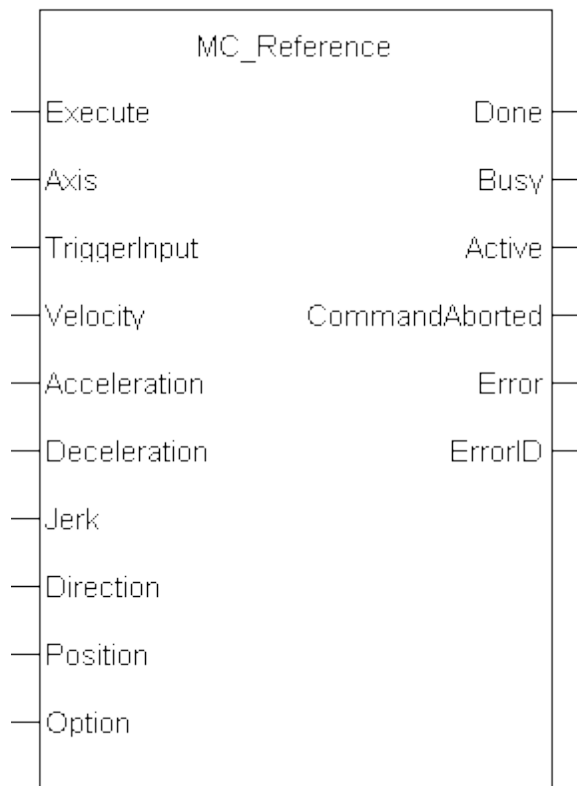 MC_Reference
Execute Done
Axis Busy
TriggerInput Active
Velocity CommandAborted
Acceleration Error
Deceleration ErrorID
Jerk
Direction
Position
Option